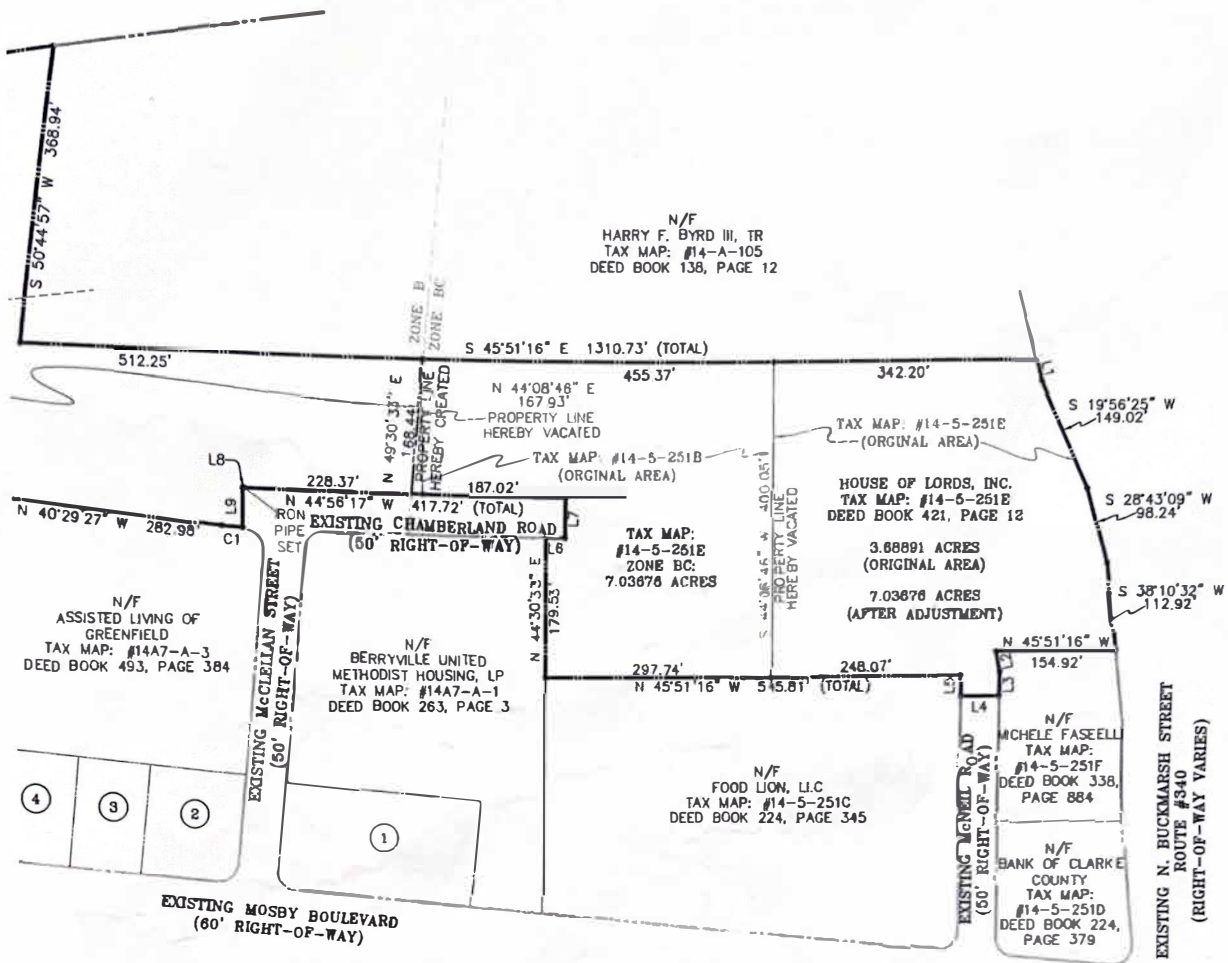 S 50°44'57" W 368.94'
N/F
HARRY F. BYRD III, TR
TAX MAP: #14-A-105
DEED BOOK 138, PAGE 12
ZONE B
ZONE BC
S 45°51'16" E 1310.73' (TOTAL)
512.25'
455.37'
342.20'
L1
N 49°30'33" E
168.44'
PROPERTY LINE
HEREBY CREATED
N 44°08'46" E
167.93'
PROPERTY LINE
HEREBY VACATED
TAX MAP: #14-5-251B
(ORGINAL AREA)
TAX MAP: #14-5-251E
(ORGINAL AREA)
S 19°56'25" W
149.02'
S 28°43'09" W
98.24'
S 38°10'32" W
112.92'
HOUSE OF LORDS, INC.
TAX MAP: #14-5-251E
DEED BOOK 421, PAGE 12
3.68891 ACRES
(ORIGINAL AREA)
7.03676 ACRES
(AFTER ADJUSTMENT)
S 44°08'46" W 400.05'
PROPERTY LINE
HEREBY VACATED
TAX MAP:
#14-5-251E
ZONE BC:
7.03676 ACRES
L8
L9
228.37'
187.02'
N 44°56'17" W 417.72' (TOTAL)
IRON
PIPE
SET
EXISTING CHAMBERLAND ROAD
(50' RIGHT-OF-WAY)
L7
L6
N 40°29'27" W 282.98'
C1
N 44°30'33" E
179.53'
N/F
ASSISTED LIVING OF
GREENFIELD
TAX MAP: #14A7-A-3
DEED BOOK 493, PAGE 384
EXISTING McCLELLAN STREET
(50' RIGHT-OF-WAY)
N/F
BERRYVILLE UNITED
METHODIST HOUSING, LP
TAX MAP: #14A7-A-1
DEED BOOK 263, PAGE 3
297.74'
248.07'
N 45°51'16" W 545.81' (TOTAL)
L5
L4
L3
L2
N 45°51'16" W
154.92'
N/F
FOOD LION, LLC
TAX MAP: #14-5-251C
DEED BOOK 224, PAGE 345
EXISTING McNEIL ROAD
(50' RIGHT-OF-WAY)
N/F
MICHELE FASEELLI
TAX MAP:
#14-5-251F
DEED BOOK 338,
PAGE 884
N/F
BANK OF CLARKE
COUNTY
TAX MAP:
#14-5-251D
DEED BOOK 224,
PAGE 379
EXISTING N. BUCKMARSH STREET
ROUTE #340
(RIGHT-OF-WAY VARIES)
4
3
2
1
EXISTING MOSBY BOULEVARD
(60' RIGHT-OF-WAY)